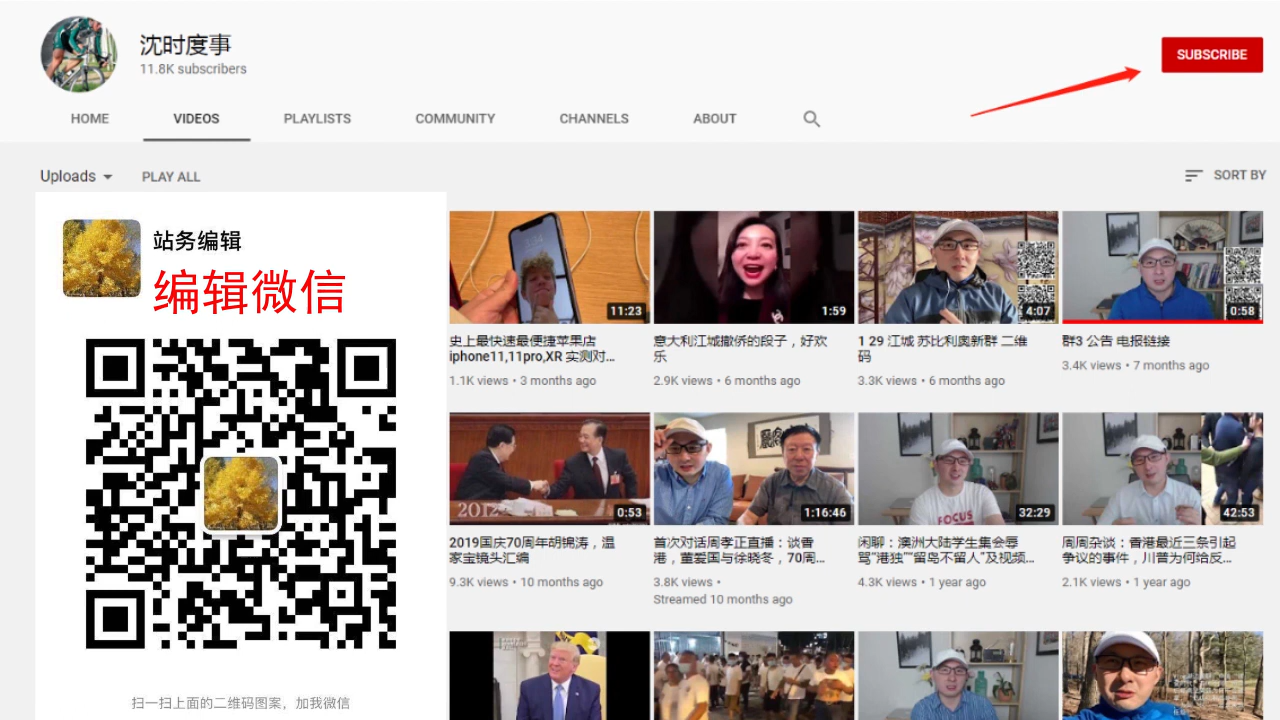 沈时度事
11.8K subscribers
SUBSCRIBE
HOME
VIDEOS
PLAYLISTS
COMMUNITY
CHANNELS
ABOUT
Uploads
PLAY ALL
SORT BY
站务编辑
编辑微信
扫一扫上面的二维码图案，加我微信
11:23
史上最快速最便捷苹果店
iphone11,11pro,XR 实测对...
1.1K views • 3 months ago
1:59
意大利江城撤侨的段子，好欢
乐
2.9K views • 6 months ago
4:07
1 29 江城 苏比利奥新群 二维
码
3.3K views • 6 months ago
0:58
群3 公告 电报链接
3.4K views • 7 months ago
2012
0:53
2019国庆70周年胡锦涛，温
家宝镜头汇编
9.3K views • 10 months ago
1:16:46
首次对话周孝正直播：谈香
港，董爱国与徐晓冬，70周...
3.8K views •
Streamed 10 months ago
FOCUS
32:29
闲聊：澳洲大陆学生集会辱
骂“港独”“留岛不留人”及视频...
4.3K views • 1 year ago
42:53
周周杂谈：香港最近三条引起
争议的事件，川普为何给反...
2.1K views • 1 year ago